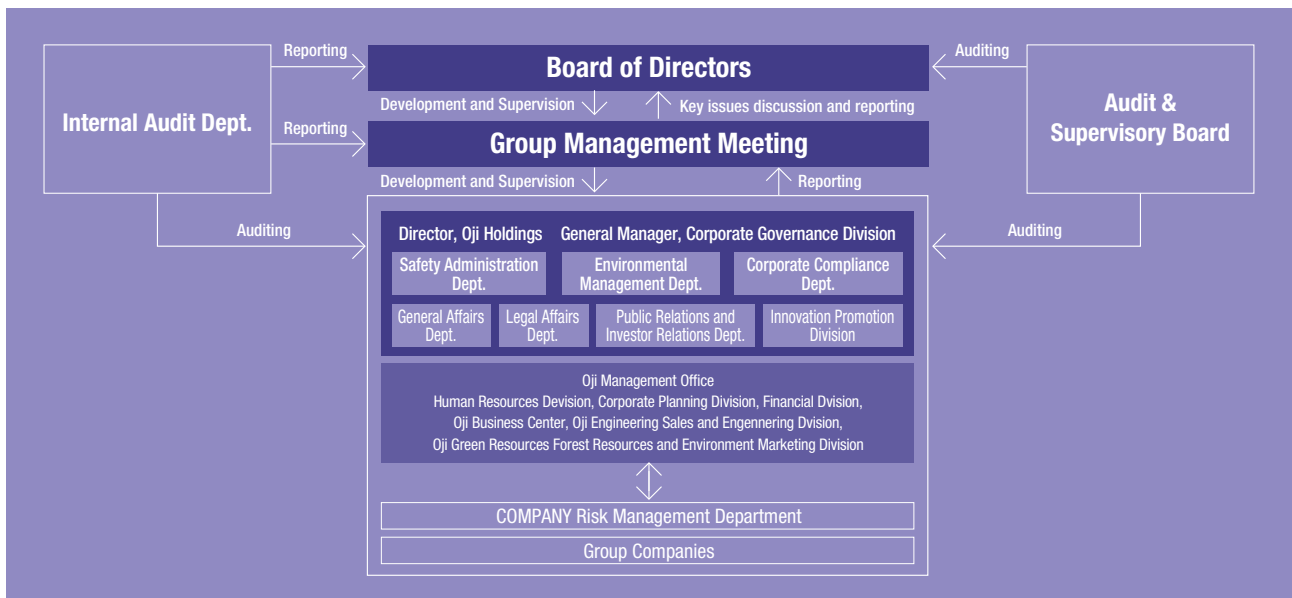 Reporting
Board of Directors
Auditing
Internal Audit Dept.
Audit &
Supervisory Board
Development and Supervision
Key issues discussion and reporting
Reporting
Group Management Meeting
Development and Supervision
Reporting
Auditing
Auditing
Director, Oji Holdings
General Manager, Corporate Governance Division
Safety Administration
Dept.
Environmental
Management Dept.
Corporate Compliance
Dept.
General Affairs
Dept.
Legal Affairs
Dept.
Public Relations and
Investor Relations Dept.
Innovation Promotion
Division
Oji Management Office
Human Resources Devision, Corporate Planning Division, Financial Dvision,
Oji Business Center, Oji Engineering Sales and Engennering Dvision,
Oji Green Resources Forest Resources and Environment Marketing Division
COMPANY Risk Management Department
Group Companies